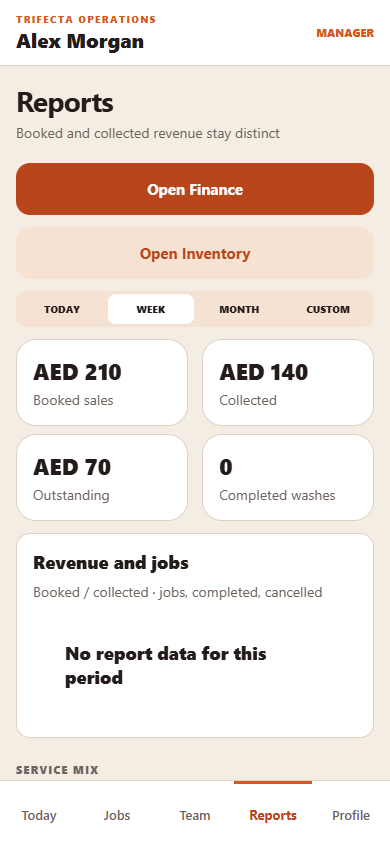 TRIFECTA OPERATIONS
Alex Morgan
MANAGER
Reports
Booked and collected revenue stay distinct
Open Finance
Open Inventory
TODAY WEEK MONTH CUSTOM
AED 210 AED 140
Booked sales Collected
AED 70 0
Outstanding Completed washes
Revenue and jobs
Booked / collected · jobs, completed, cancelled
No report data for this
period
SERVICE MIX
Today Jobs Team Reports Profile